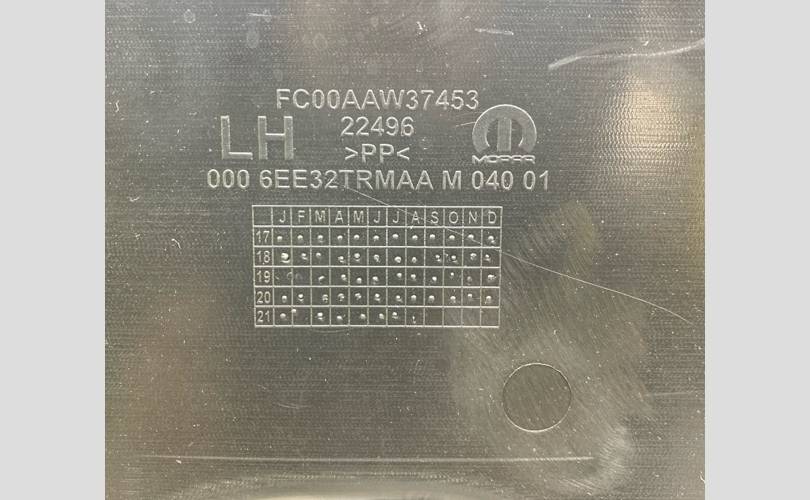 FC00AAW37453
LH
22496
MOPAR
>PP<
000 6EE32TRMAA M 040 01
J F M A M J J A S O N D
17
18
19
20
21